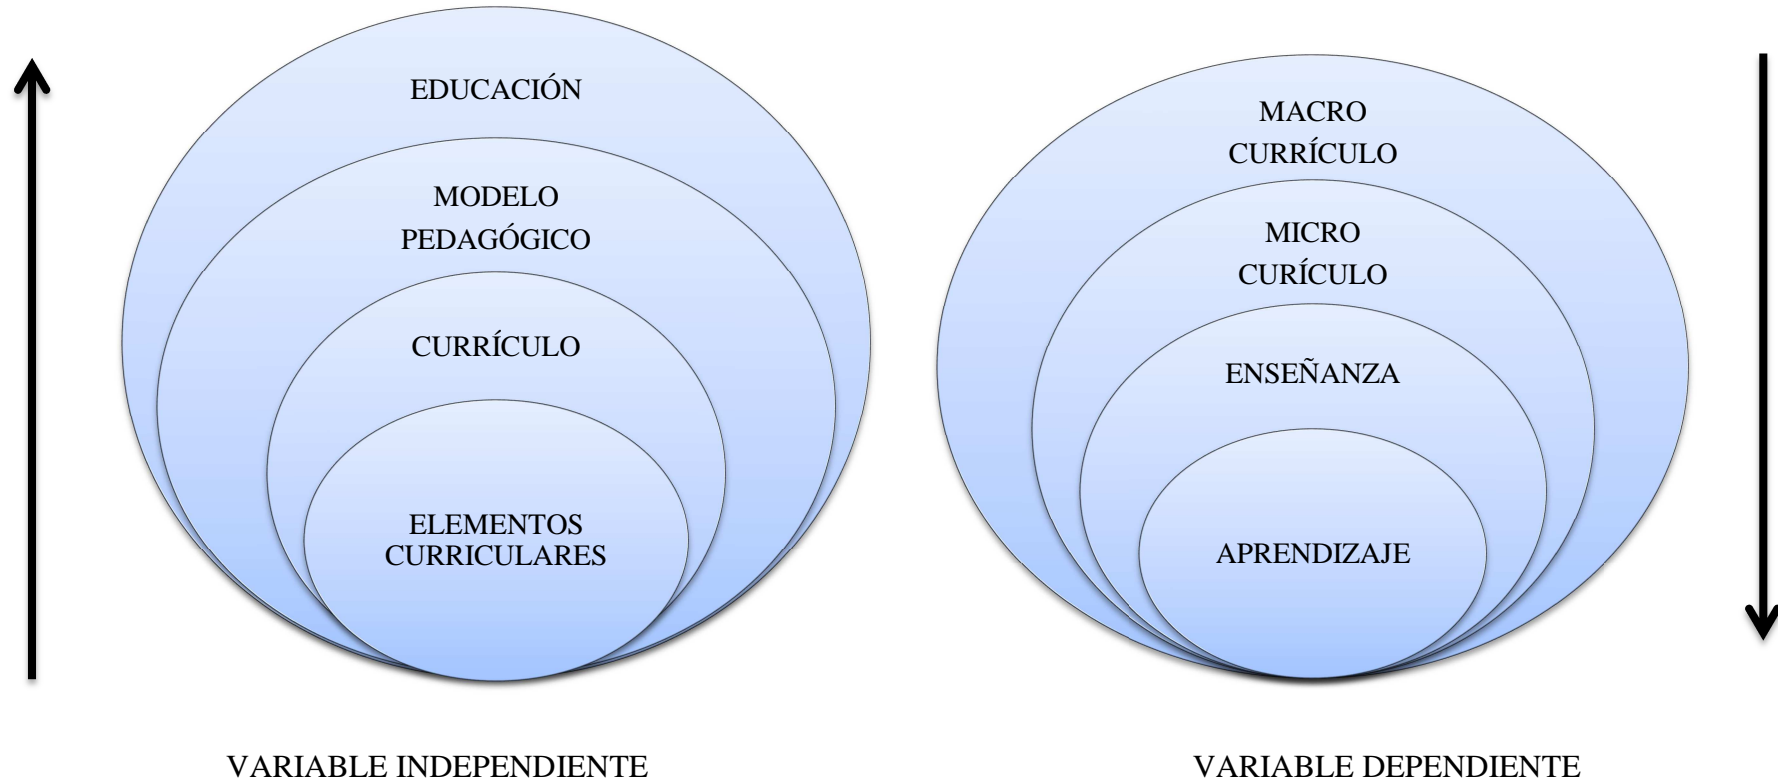 EDUCACIÓN
MODELO
PEDAGÓGICO
CURRÍCULO
ELEMENTOS
CURRICULARES
VARIABLE INDEPENDIENTE
MACRO
CURRÍCULO
MICRO
CURÍCULO
ENSEÑANZA
APRENDIZAJE
VARIABLE DEPENDIENTE